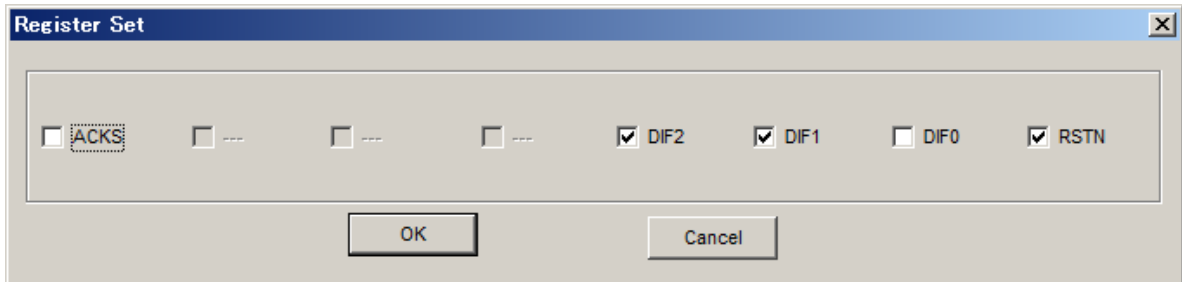 Register Set
ACKS --- --- --- DIF2 DIF1 DIF0 RSTN
OK Cancel